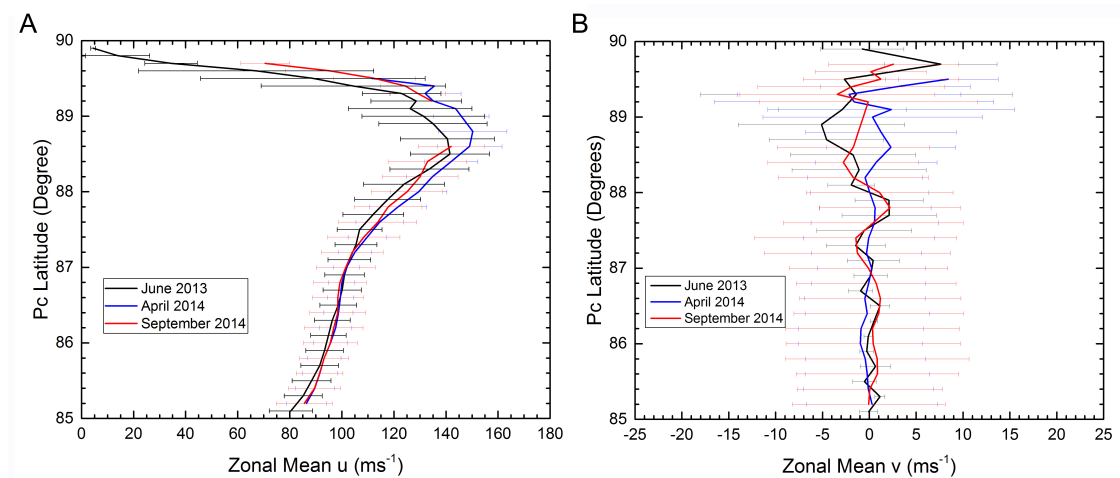 A
90
89
88
87
86
85
Pc Latitude (Degree)
June 2013
April 2014
September 2014
0 20 40 60 80 100 120 140 160 180
Zonal Mean u (ms-1)
B
90
89
88
87
86
85
Pc Latitude (Degrees)
June 2013
April 2014
September 2014
-25 -20 -15 -10 -5 0 5 10 15 20 25
Zonal Mean v (ms-1)